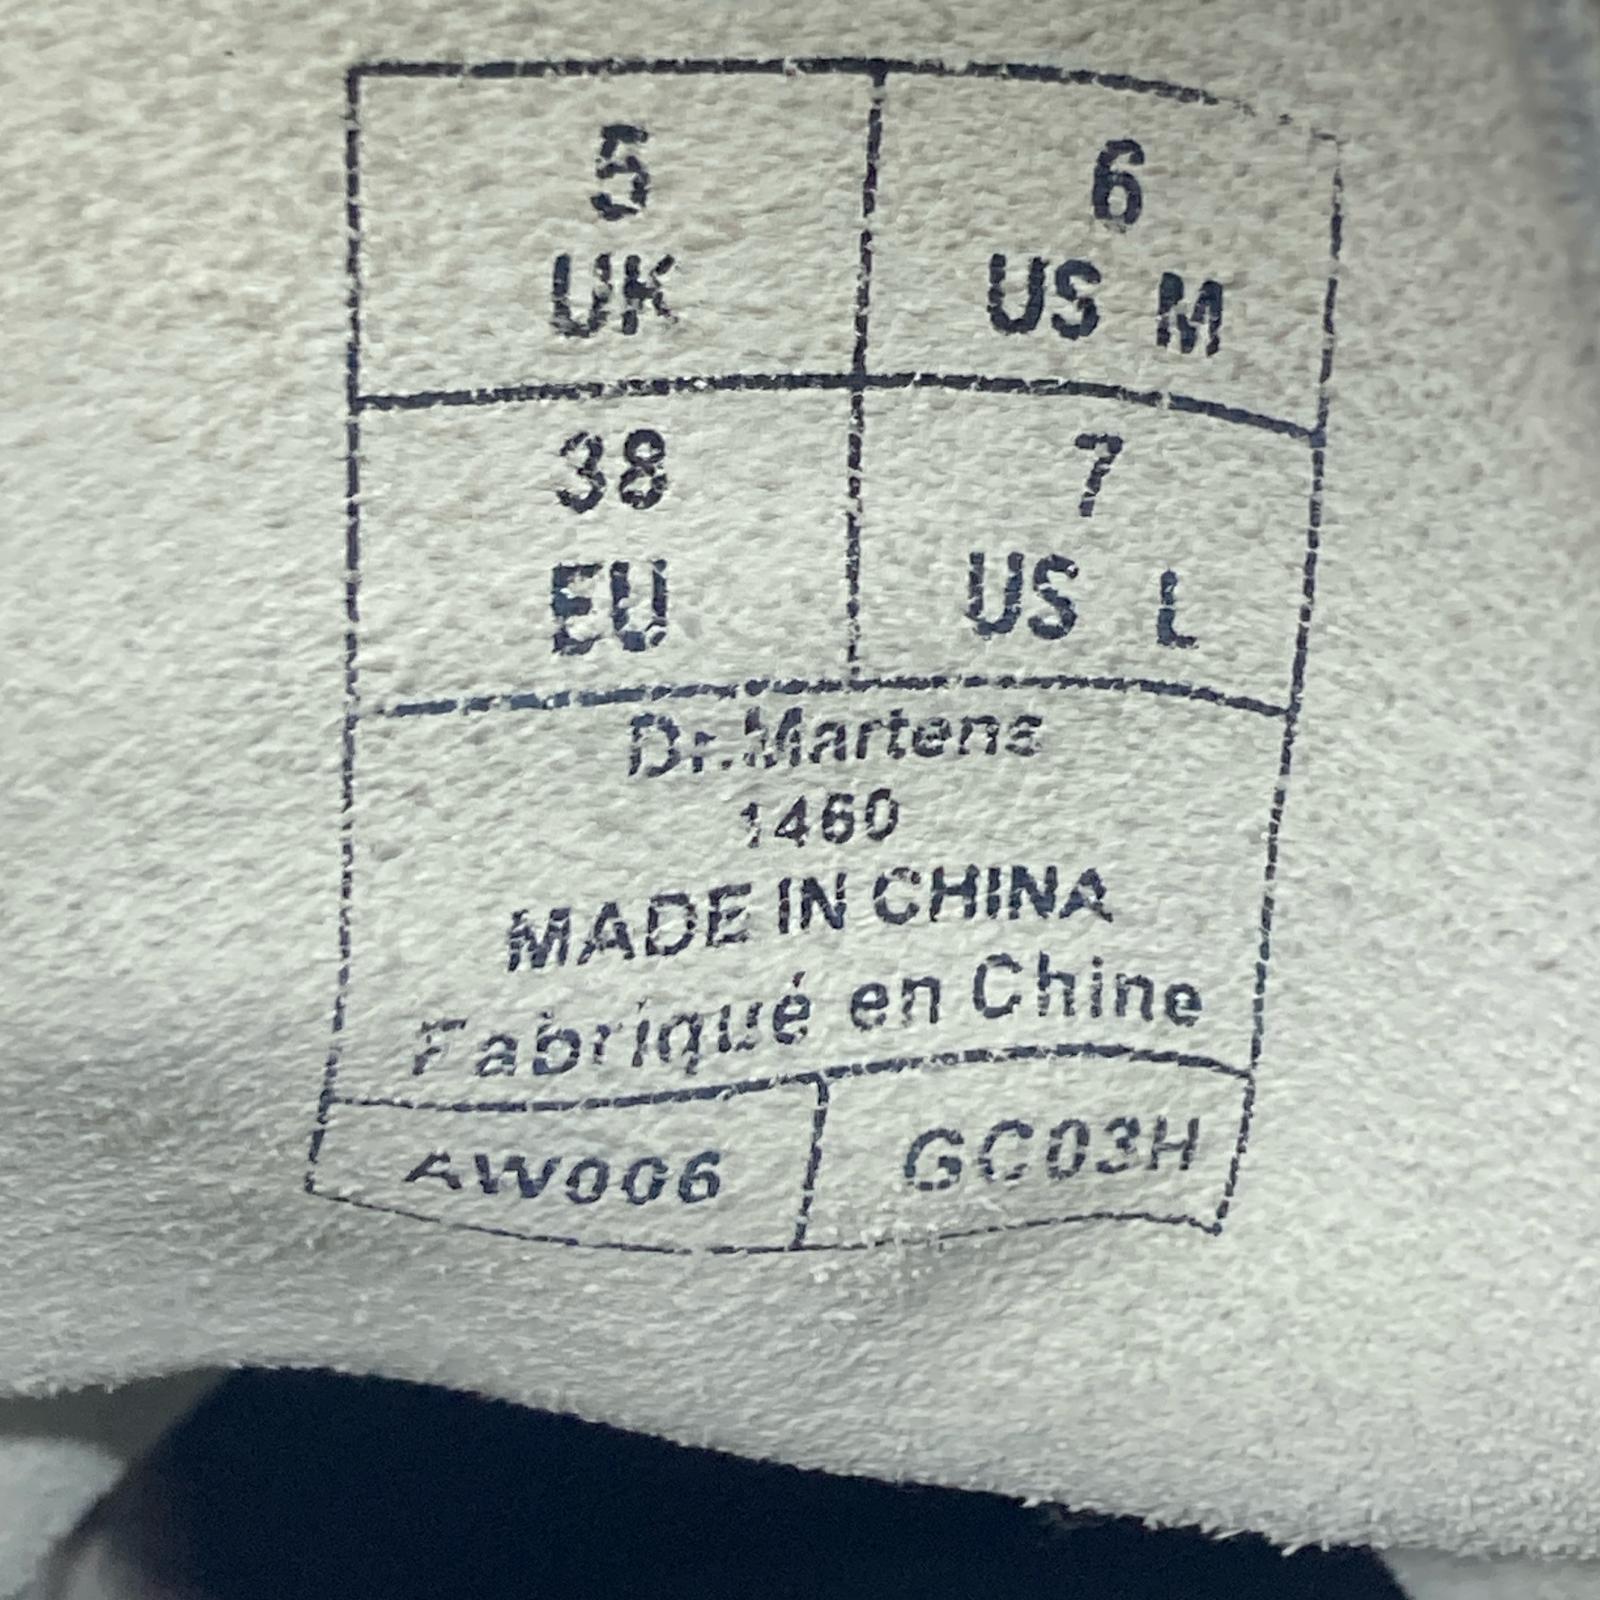 5 6
UK US M
38 7
EU US L
Dr.Martens
1460
MADE IN CHINA
Fabriqué en Chine
AW006 GC03H